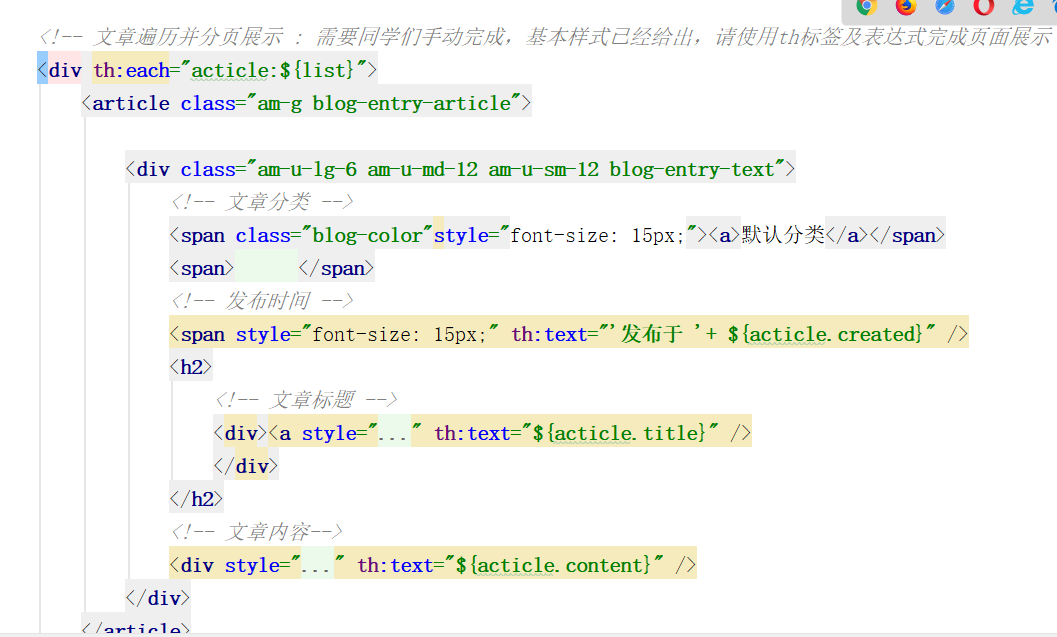 <!-- 文章遍历并分页展示 : 需要同学们手动完成，基本样式已经给出，请使用th标签及表达式完成页面展示
<div th:each="acticle:${list}">
<article class="am-g blog-entry-article">
<div class="am-u-lg-6 am-u-md-12 am-u-sm-12 blog-entry-text">
<!-- 文章分类 -->
<span class="blog-color"style="font-size: 15px;"><a>默认分类</a></span>
<span>      </span>
<!-- 发布时间 -->
<span style="font-size: 15px;" th:text="'发布于 '+ ${acticle.created}" />
<h2>
<!-- 文章标题 -->
<div><a style="..." th:text="${acticle.title}" />
</div>
</h2>
<!-- 文章内容-->
<div style="..." th:text="${acticle.content}" />
</div>
</article>